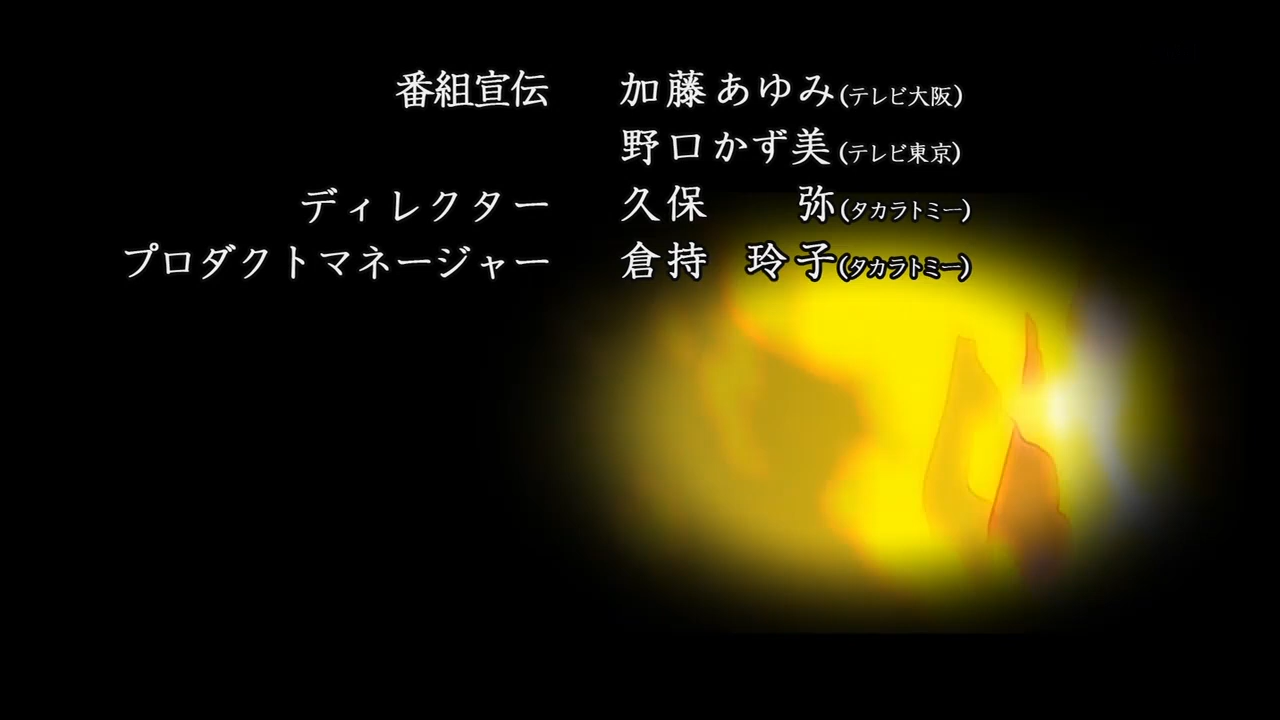 番組宣伝 加藤あゆみ(テレビ大阪)
野口かず美(テレビ東京)
ディレクター 久保 弥(タカラトミー)
プロダクトマネージャー 倉持 玲子(タカラトミー)